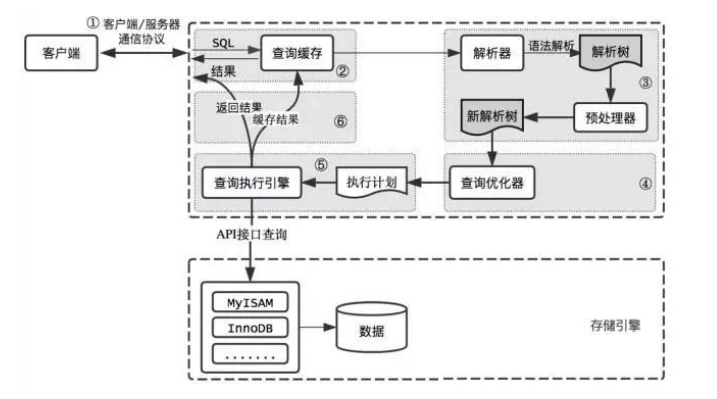 ① 客户端/服务器
通信协议
客户端
SQL
查询缓存
结果
②
解析器
语法解析
解析树
③
新解析树
预处理器
返回结果
缓存结果
⑥
⑤
查询执行引擎
执行计划
查询优化器
④
API接口查询
MyISAM
InnoDB
.......
数据
存储引擎